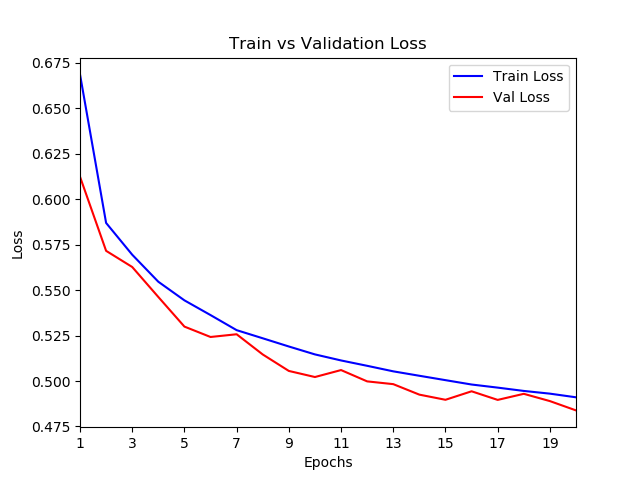 Train vs Validation Loss
Train Loss
Val Loss
0.675
0.650
0.625
0.600
0.575
0.550
0.525
0.500
0.475
Loss
1 3 5 7 9 11 13 15 17 19
Epochs